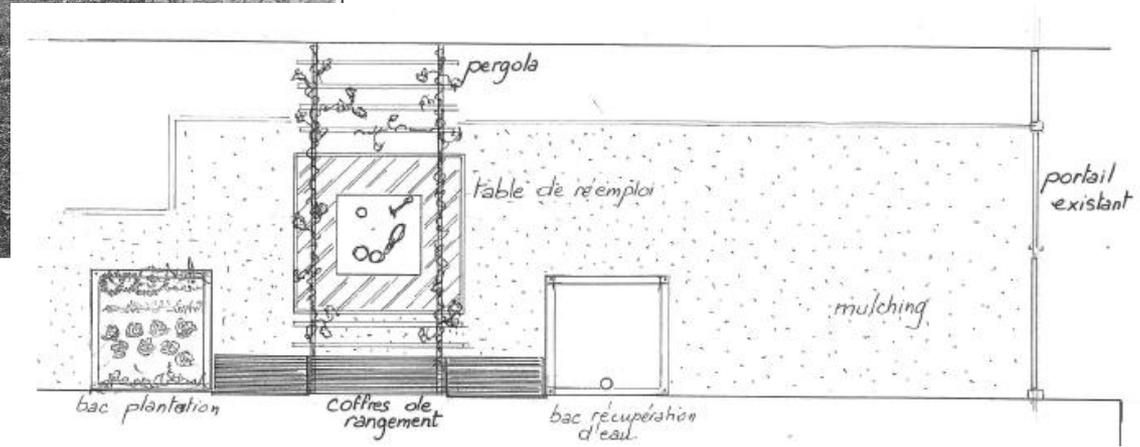 pergola
table de réemploi
portail
existant
mulching
bac plantation
coffres de
rangement
bac récupération
d'eau